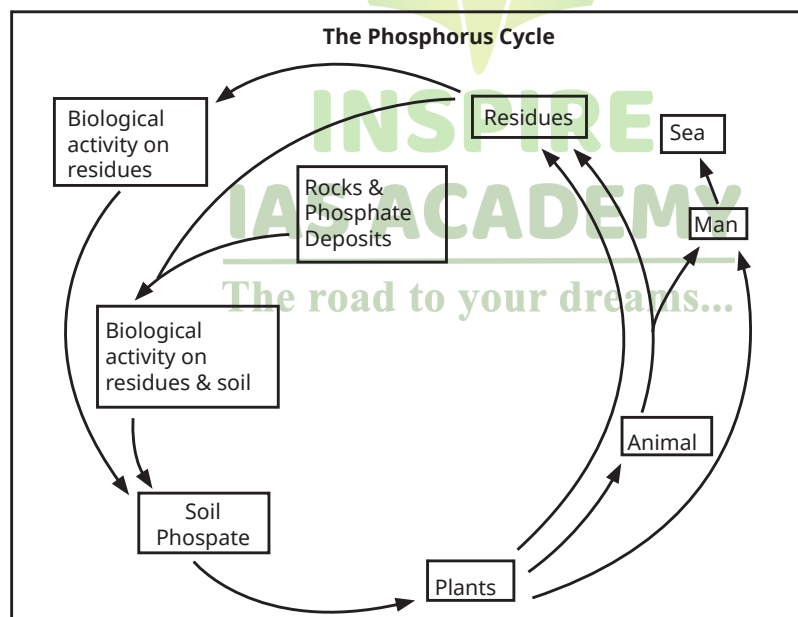 The Phosphorus Cycle
INSPIRE
IAS ACADEMY
The road to your dreams...
Biological
activity on
residues
Residues
Sea
Rocks &
Phosphate
Deposits
Man
Biological
activity on
residues & soil
Animal
Soil
Phospate
Plants